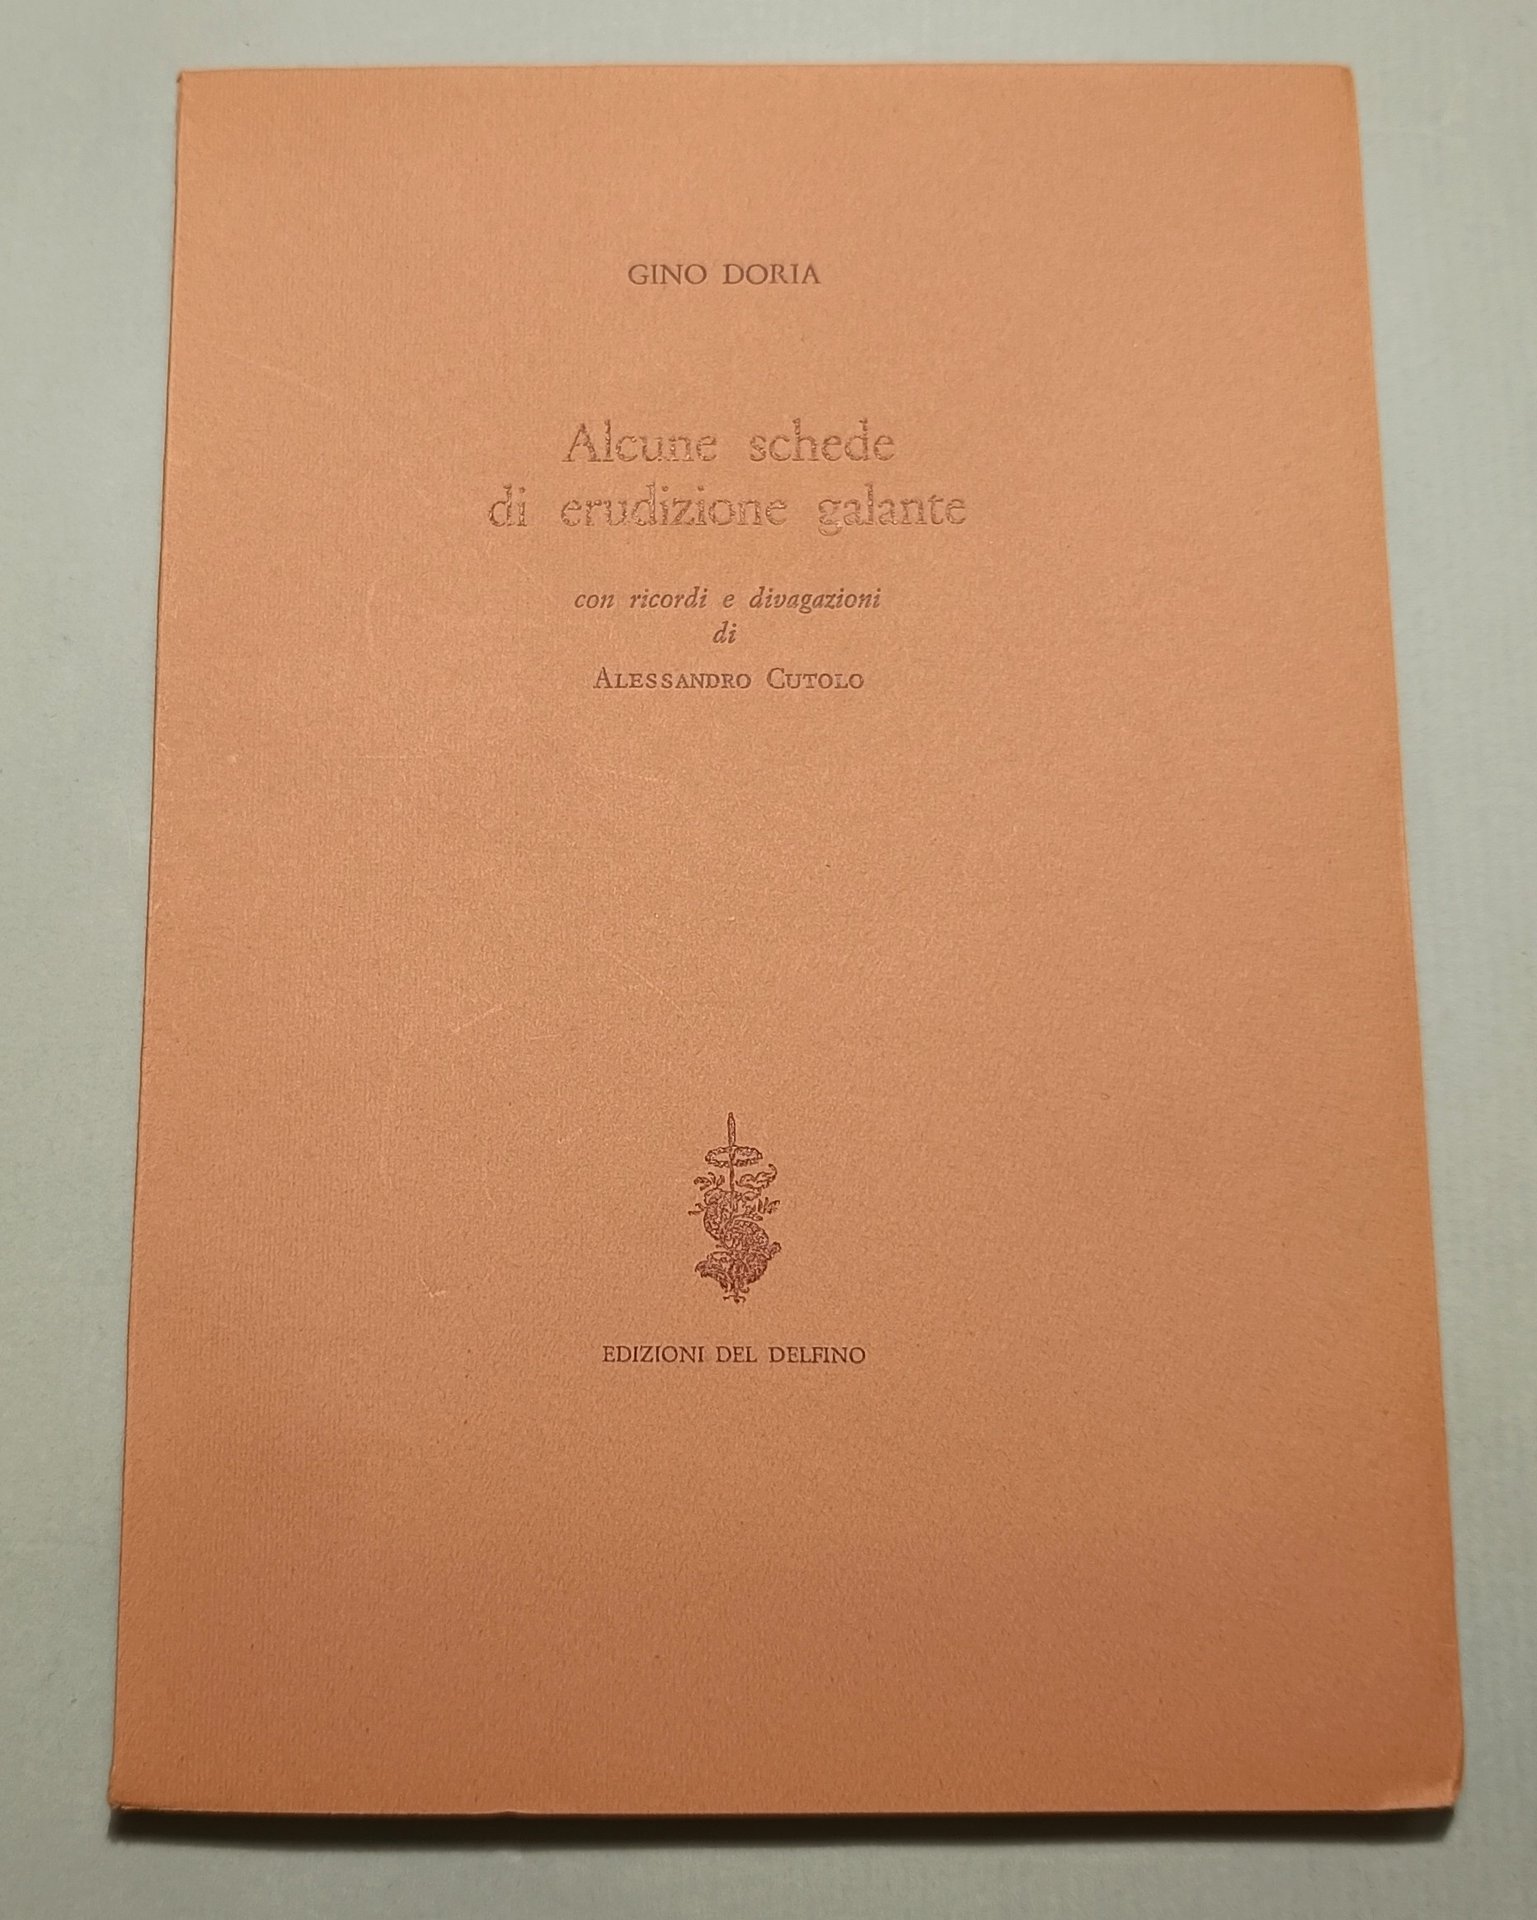 GINO DORIA
Alcune schede
di erudizione galante
con ricordi e divagazioni
di
ALESSANDRO CUTOLO
EDIZIONI DEL DELFINO